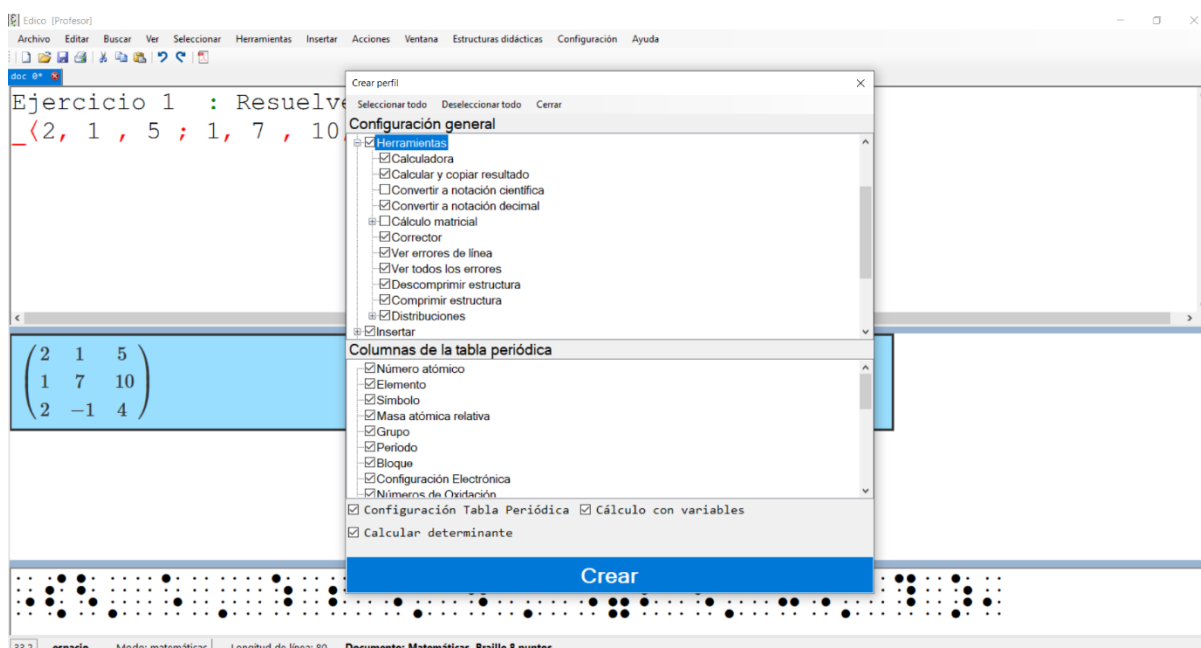 Edico [Profesor]
Archivo Editar Buscar Ver Seleccionar Herramientas Insertar Acciones Ventana Estructuras didácticas Configuración Ayuda
doc 0*
Ejercicio 1 : Resuelve
〈2, 1 , 5 ; 1, 7 , 10
Crear perfil
Seleccionar todo Deseleccionar todo Cerrar
Configuración general
Herramientas
Calculadora
Calcular y copiar resultado
Convertir a notación científica
Convertir a notación decimal
Cálculo matricial
Corrector
Ver errores de línea
Ver todos los errores
Descomprimir estructura
Comprimir estructura
Distribuciones
Insertar
Columnas de la tabla periódica
Número atómico
Elemento
Símbolo
Masa atómica relativa
Grupo
Período
Bloque
Configuración Electrónica
Números de Oxidación
Configuración Tabla Periódica Cálculo con variables
Calcular determinante
Crear
2 1 5
1 7 10
2 −1 4
33,2 espacio Modo: matemáticas Longitud de línea: 80 Documento: Matemáticas. Braille 8 puntos